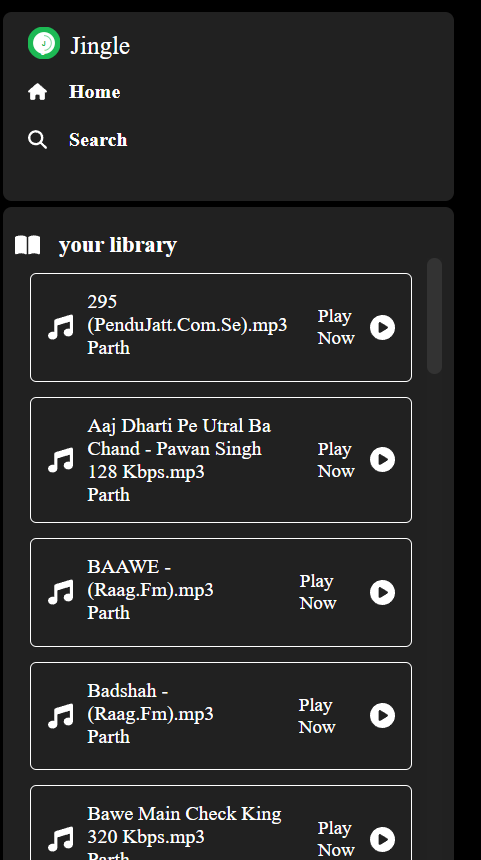 Jingle
Home
Search
your library
295
(PenduJatt.Com.Se).mp3
Parth
Play
Now
Aaj Dharti Pe Utral Ba
Chand - Pawan Singh
128 Kbps.mp3
Parth
Play
Now
BAAWE -
(Raag.Fm).mp3
Parth
Play
Now
Badshah -
(Raag.Fm).mp3
Parth
Play
Now
Bawe Main Check King
320 Kbps.mp3
Parth
Play
Now